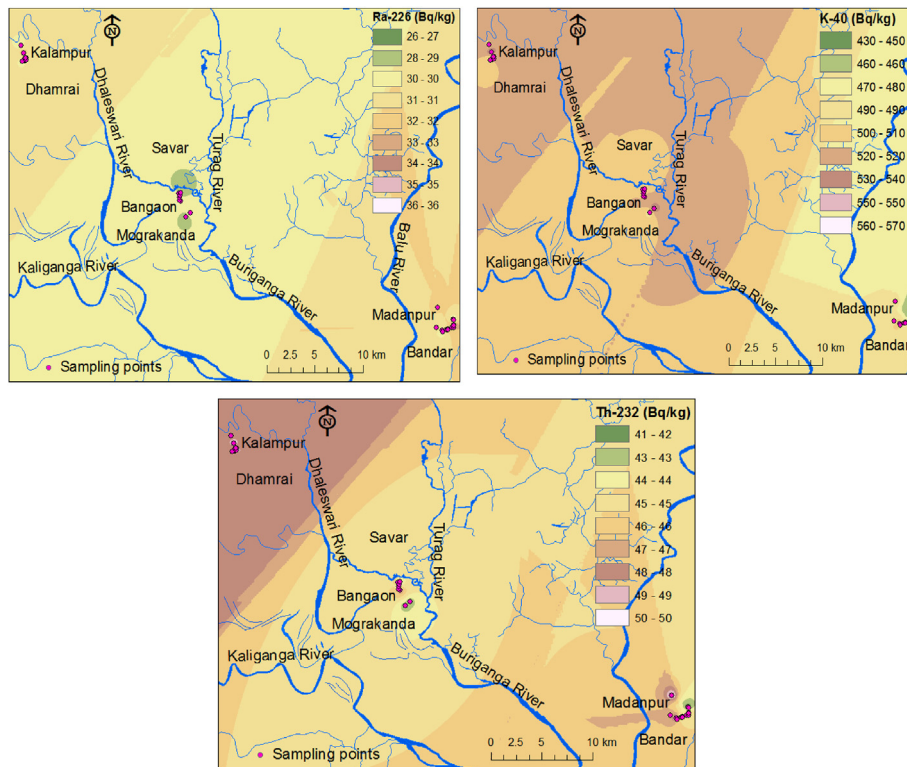 Ra-226 (Bq/kg)
26 - 27
28 - 29
30 - 30
31 - 31
32 - 32
33 - 33
34 - 34
35 - 35
36 - 36
N
Kalampur
Dhamrai
Dhaleswari River
Savar
Turag River
Bangaon
Mograkanda
Balu River
Kaliganga River
Buriganga River
Madanpur
Bandar
0 2.5 5 10 km
Sampling points
K-40 (Bq/kg)
430 - 450
460 - 460
470 - 480
490 - 490
500 - 510
520 - 520
530 - 540
550 - 550
560 - 570
N
Kalampur
Dhamrai
Dhaleswari River
Savar
Turag River
Bangaon
Mograkanda
Kaliganga River
Buriganga River
Madanpur
Bandar
0 2.5 5 10 km
Sampling points
Th-232 (Bq/kg)
41 - 42
43 - 43
44 - 44
45 - 45
46 - 46
47 - 47
48 - 48
49 - 49
50 - 50
N
Kalampur
Dhamrai
Dhaleswari River
Savar
Turag River
Bangaon
Mograkanda
Kaliganga River
Buriganga River
Madanpur
Bandar
0 2.5 5 10 km
Sampling points